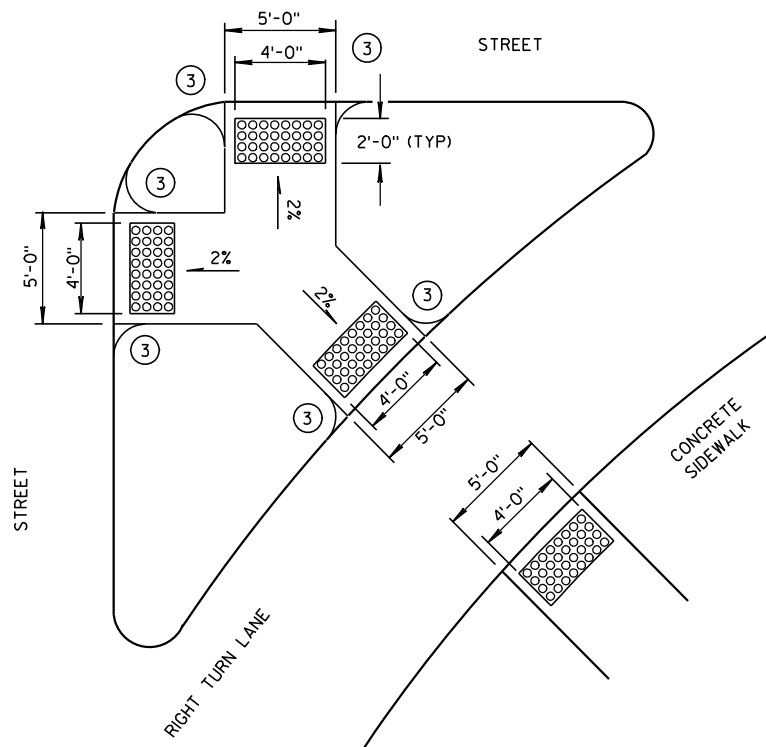 5'-0"
4'-0"
3
3
STREET
2'-0" (TYP)
3
2%
5'-0"
4'-0"
2%
2%
3
3
3
4'-0"
5'-0"
CONCRETE
SIDEWALK
5'-0"
4'-0"
STREET
RIGHT TURN LANE